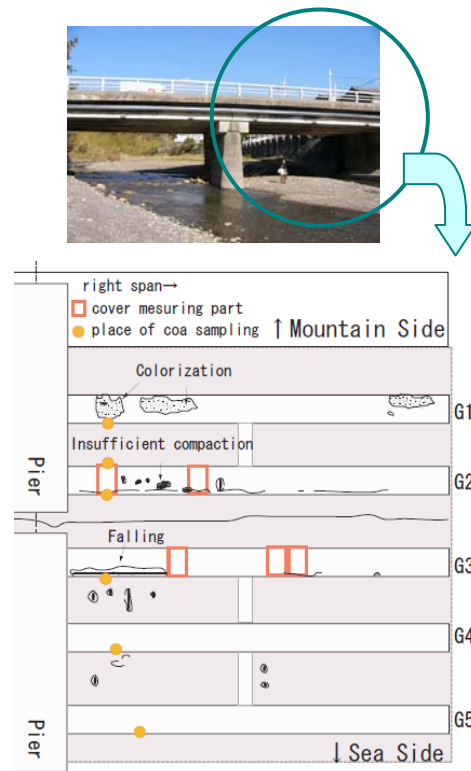 right span→
cover mesuring part
place of coa sampling
↑Mountain Side
Colorization
G1
Insufficient compaction
G2
Pier
Falling
G3
G4
G5
Pier
↓Sea Side